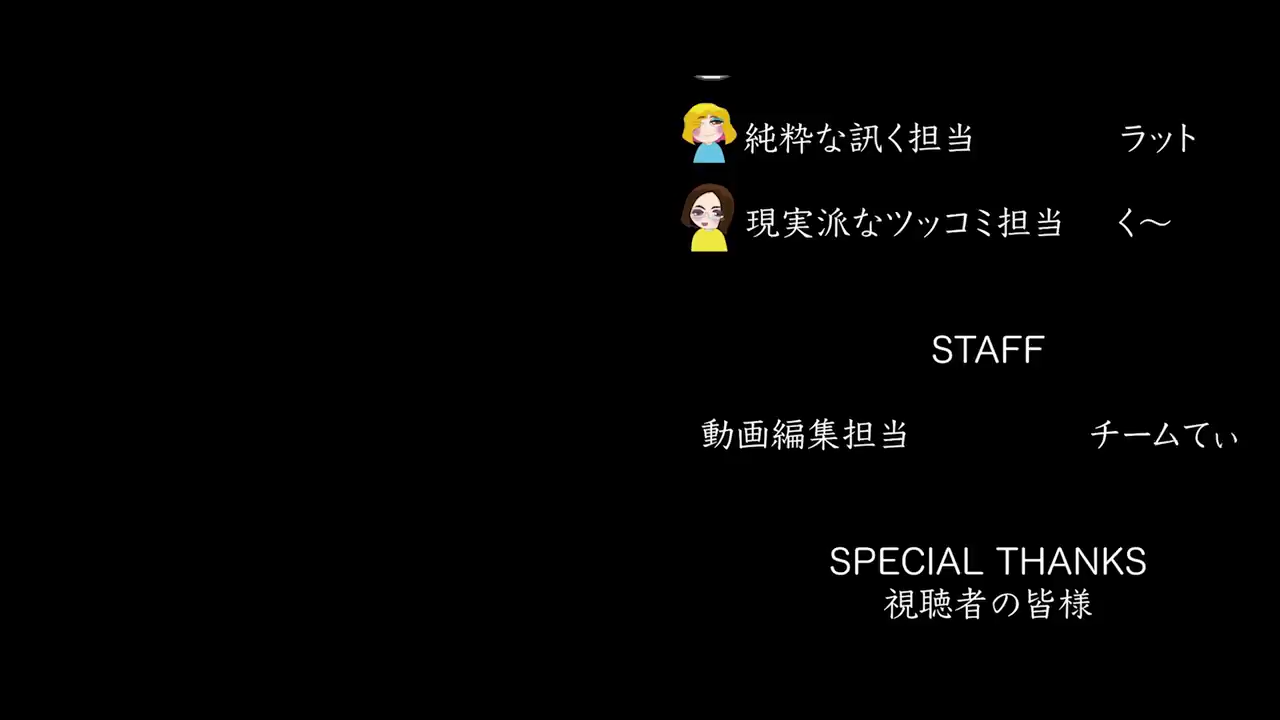 純粋な訊く担当 ラット
現実派なツッコミ担当 く～
STAFF
動画編集担当 チームてぃ
SPECIAL THANKS
視聴者の皆様